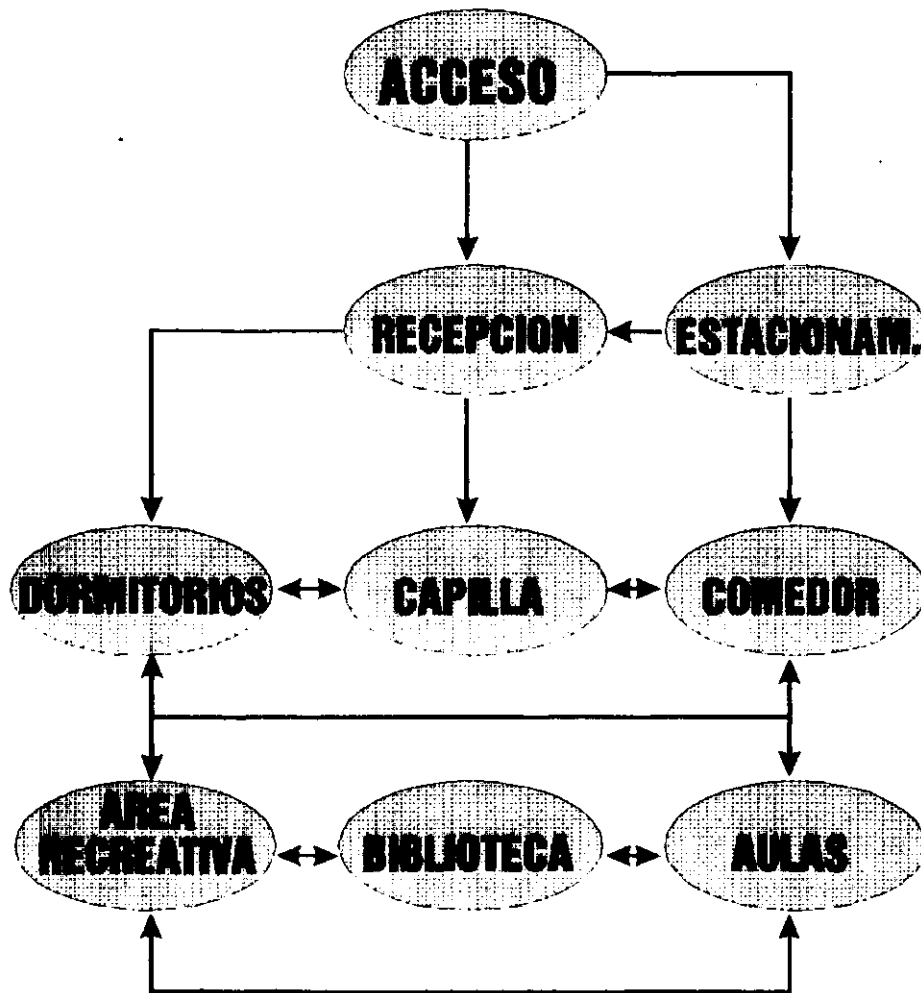 ACCESO
RECEPCION
ESTACIONAM.
DORMITORIOS
CAPILLA
COMEDOR
AREA
RECREATIVA
BIBLIOTECA
AULAS